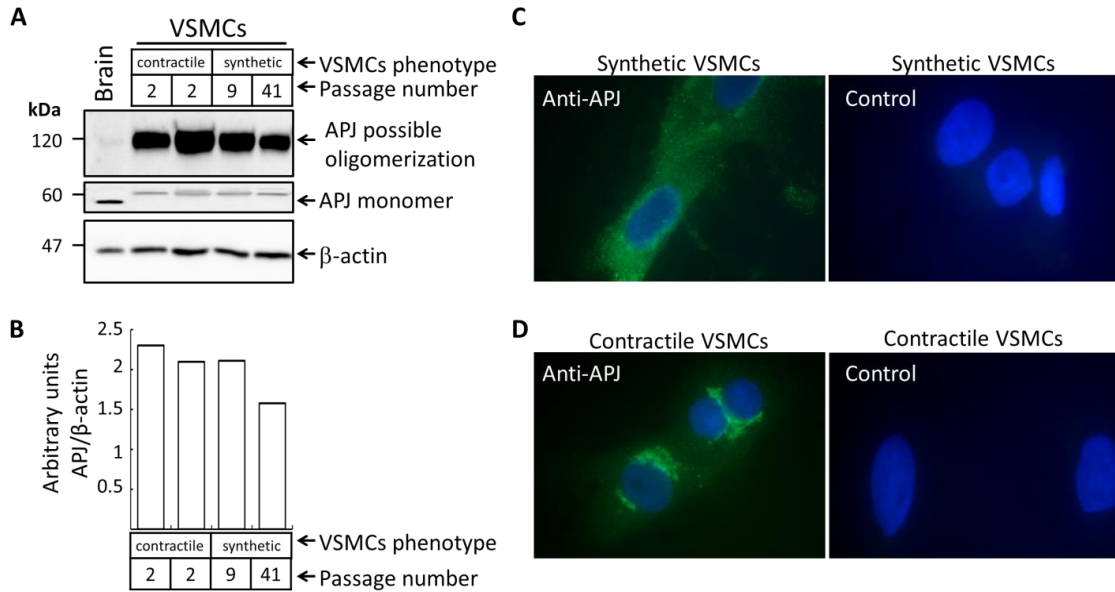 A
VSMCs
Brain
contractile synthetic
VSMCs phenotype
2 2 9 41
Passage number
kDa
120
APJ possible
oligomerization
60
APJ monomer
47
β-actin
B
Arbitrary units
APJ/β-actin
2.5
2
1.5
1
0.5
contractile synthetic
VSMCs phenotype
2 2 9 41
Passage number
C
Synthetic VSMCs
Anti-APJ
Synthetic VSMCs
Control
D
Contractile VSMCs
Anti-APJ
Contractile VSMCs
Control